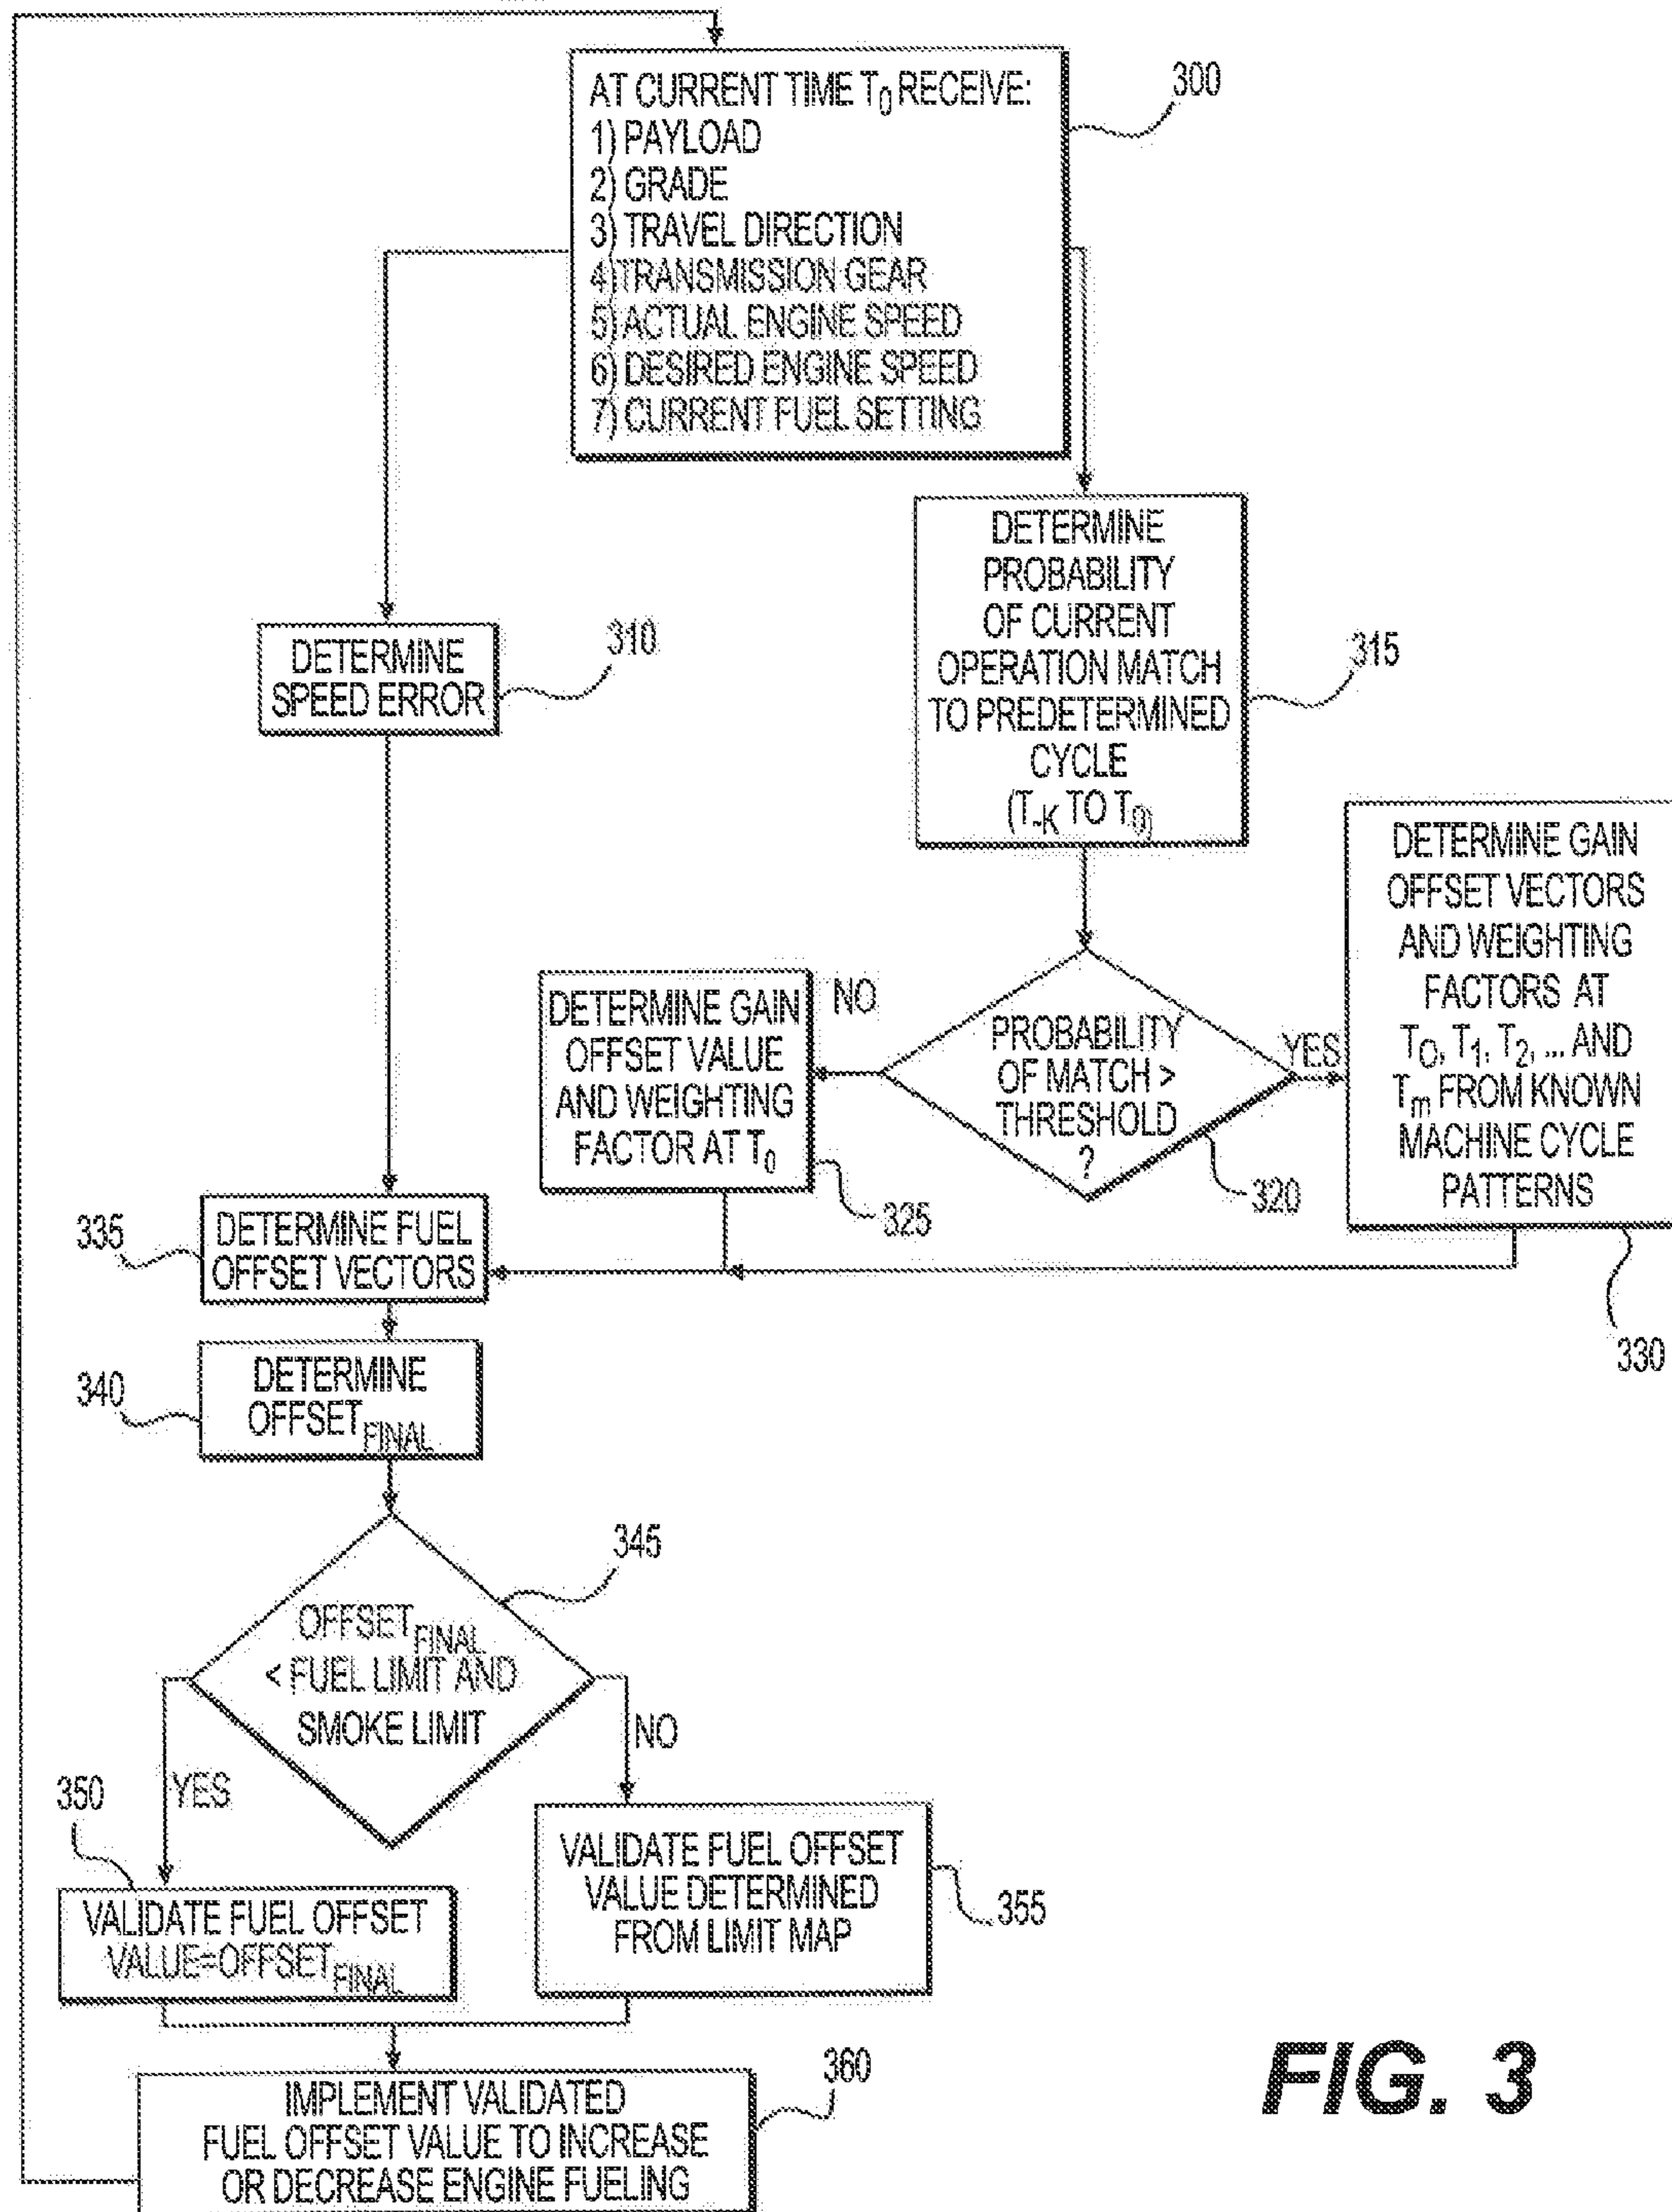 AT CURRENT TIME T0 RECEIVE:
1) PAYLOAD
2) GRADE
3) TRAVEL DIRECTION
4)TRANSMISSION GEAR
5) ACTUAL ENGINE SPEED
6) DESIRED ENGINE SPEED
7) CURRENT FUEL SETTING
300
DETERMINE
SPEED ERROR
310
DETERMINE
PROBABILITY
OF CURRENT
OPERATION MATCH
TO PREDETERMINED
CYCLE
(T-K TO T0)
315
PROBABILITY
OF MATCH >
THRESHOLD
?
320
NO
YES
DETERMINE GAIN
OFFSET VALUE
AND WEIGHTING
FACTOR AT T0
325
DETERMINE GAIN
OFFSET VECTORS
AND WEIGHTING
FACTORS AT
T0, T1, T2, ... AND
Tm FROM KNOWN
MACHINE CYCLE
PATTERNS
330
335
DETERMINE FUEL
OFFSET VECTORS
340
DETERMINE
OFFSETFINAL
345
OFFSETFINAL
< FUEL LIMIT AND
SMOKE LIMIT
YES
NO
350
VALIDATE FUEL OFFSET
VALUE=OFFSETFINAL
VALIDATE FUEL OFFSET
VALUE DETERMINED
FROM LIMIT MAP
355
IMPLEMENT VALIDATED
FUEL OFFSET VALUE TO INCREASE
OR DECREASE ENGINE FUELING
360
FIG. 3